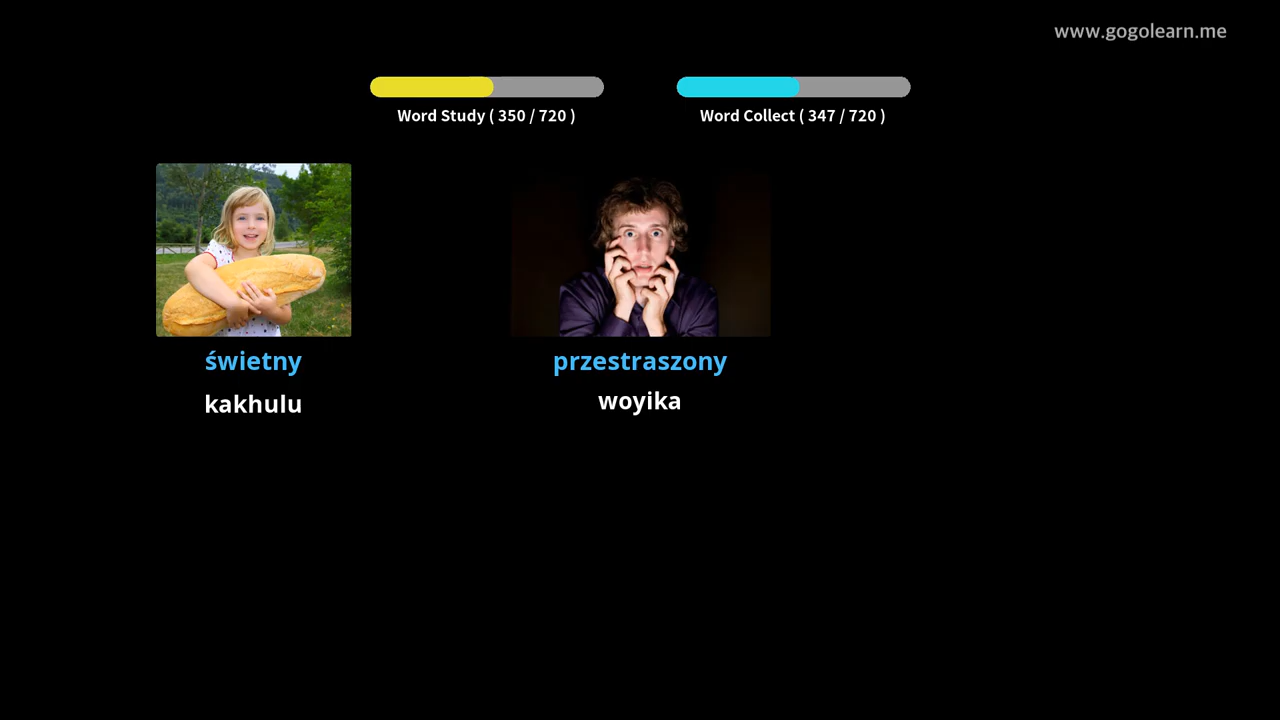 www.gogolearn.me
Word Study ( 350 / 720 )
Word Collect ( 347 / 720 )
świetny
kakhulu
przestraszony
woyika